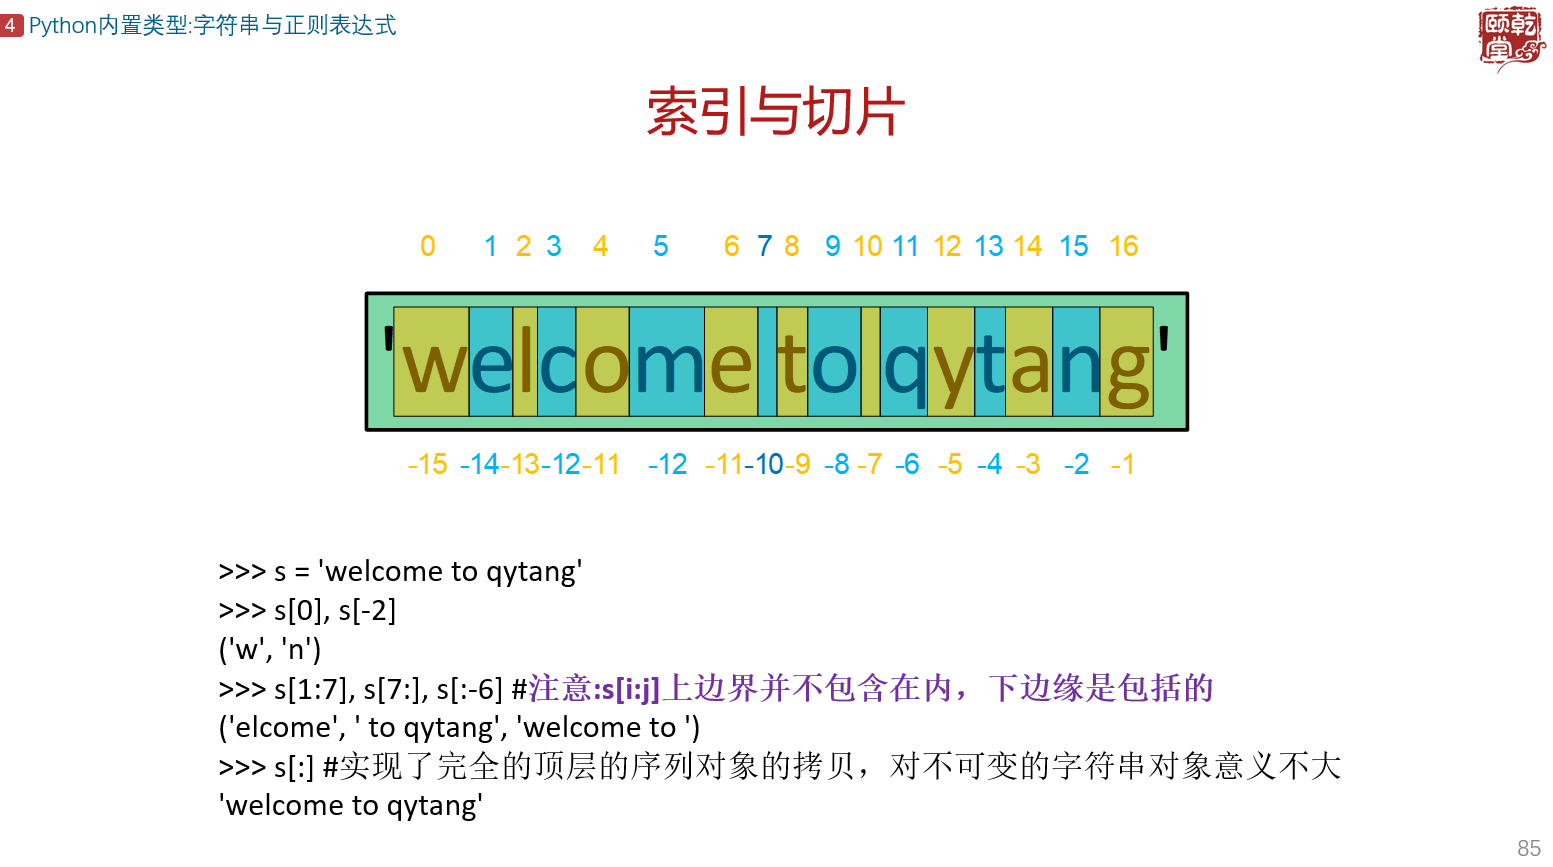 4 Python内置类型:字符串与正则表达式
颐乾堂
索引与切片
0 1 2 3 4 5 6 7 8 9 10 11 12 13 14 15 16
'welcome to qytang'
-15 -14 -13 -12 -11 -12 -11 -10 -9 -8 -7 -6 -5 -4 -3 -2 -1
>>> s = 'welcome to qytang'
>>> s[0], s[-2]
('w', 'n')
>>> s[1:7], s[7:], s[:-6] #注意:s[i:j]上边界并不包含在内，下边缘是包括的
('elcome', ' to qytang', 'welcome to ')
>>> s[:] #实现了完全的顶层的序列对象的拷贝，对不可变的字符串对象意义不大
'welcome to qytang'
85